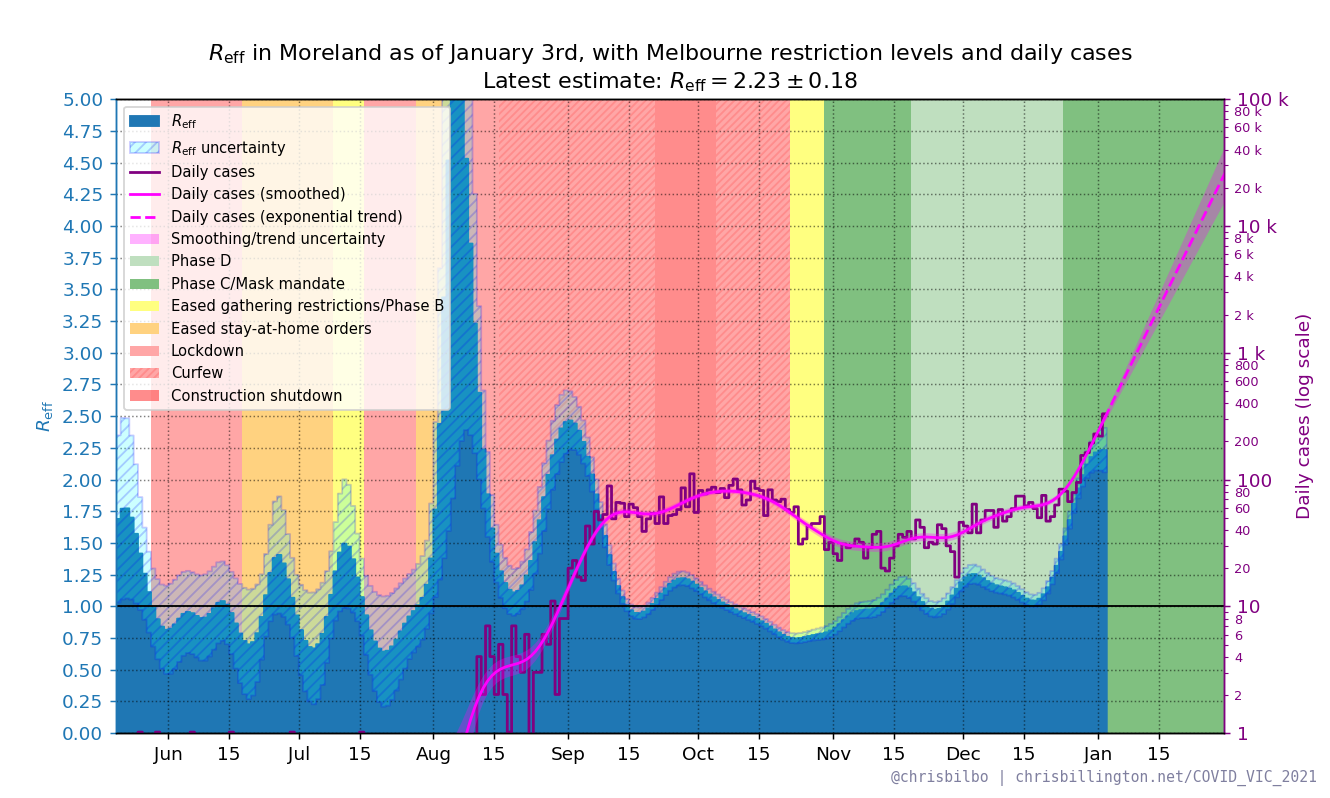 R_eff in Moreland as of January 3rd, with Melbourne restriction levels and daily cases
Latest estimate: R_eff = 2.23 ± 0.18
R_eff
5.00
4.75
4.50
4.25
4.00
3.75
3.50
3.25
3.00
2.75
2.50
2.25
2.00
1.75
1.50
1.25
1.00
0.75
0.50
0.25
0.00
R_eff
R_eff uncertainty
Daily cases
Daily cases (smoothed)
Daily cases (exponential trend)
Smoothing/trend uncertainty
Phase D
Phase C/Mask mandate
Eased gathering restrictions/Phase B
Eased stay-at-home orders
Lockdown
Curfew
Construction shutdown
100 k
80 k
60 k
40 k
20 k
10 k
8 k
6 k
4 k
2 k
1 k
800
600
400
200
100
80
60
40
20
10
8
6
4
2
1
Daily cases (log scale)
Jun 15 Jul 15 Aug 15 Sep 15 Oct 15 Nov 15 Dec 15 Jan 15
@chrisbilbo | chrisbillington.net/COVID_VIC_2021